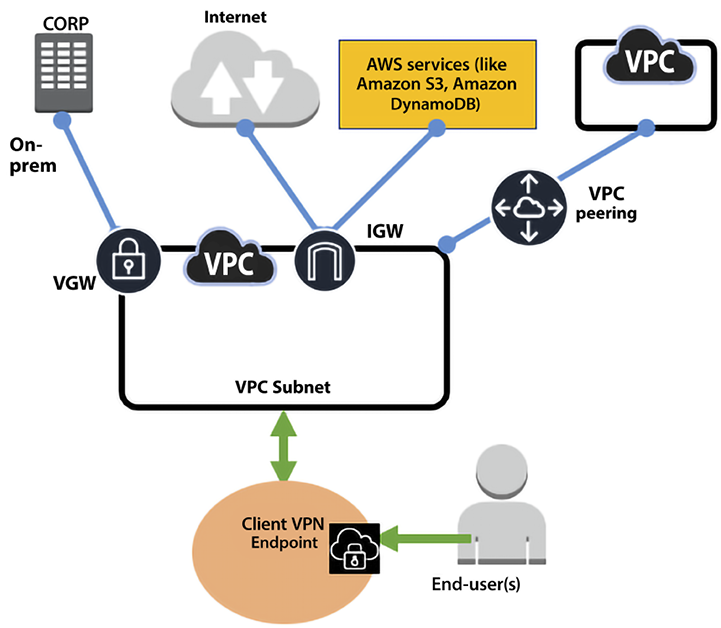 CORP
Internet
AWS services (like
Amazon S3, Amazon
DynamoDB)
VPC
On-
prem
VPC
peering
IGW
VPC
VGW
VPC Subnet
Client VPN
Endpoint
End-user(s)